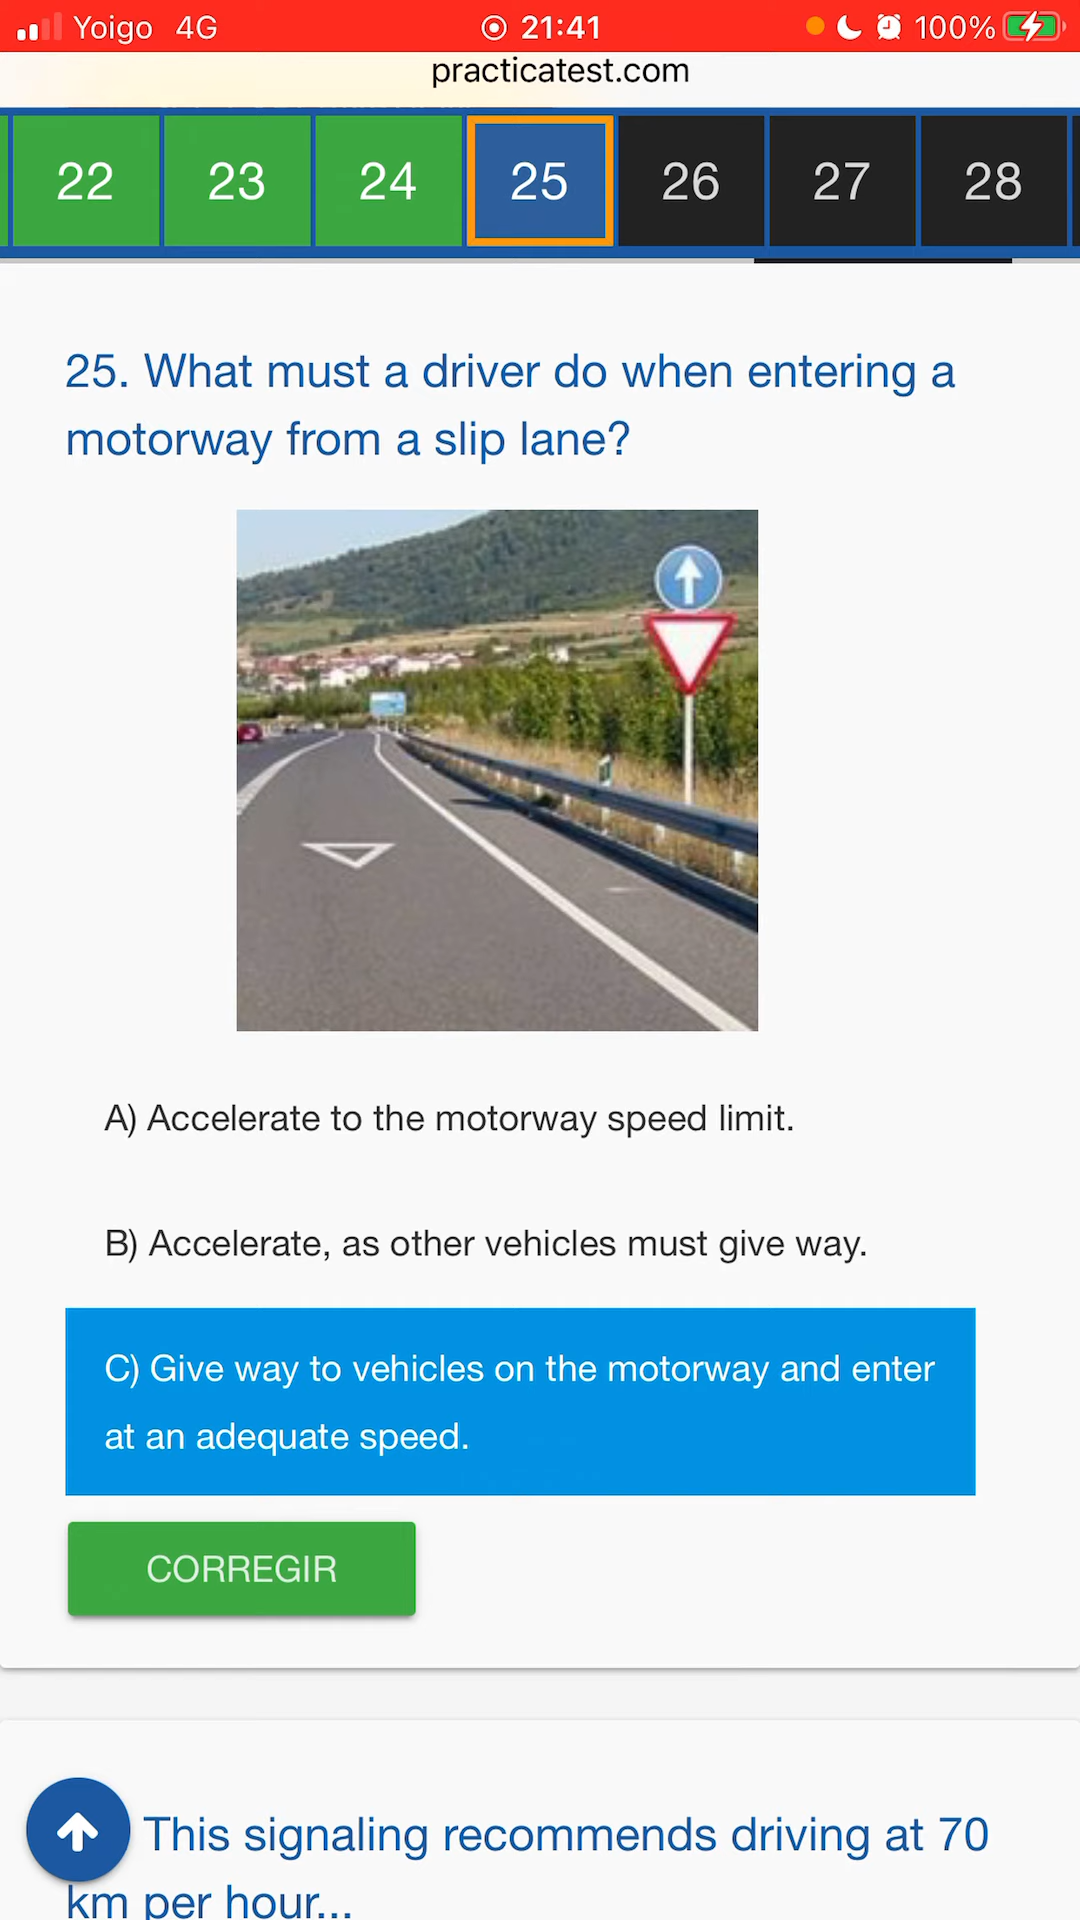 Yoigo 4G 21:41 100%
practicatest.com
22 23 24 25 26 27 28
25. What must a driver do when entering a
motorway from a slip lane?
A) Accelerate to the motorway speed limit.
B) Accelerate, as other vehicles must give way.
C) Give way to vehicles on the motorway and enter
at an adequate speed.
CORREGIR
This signaling recommends driving at 70
km per hour...